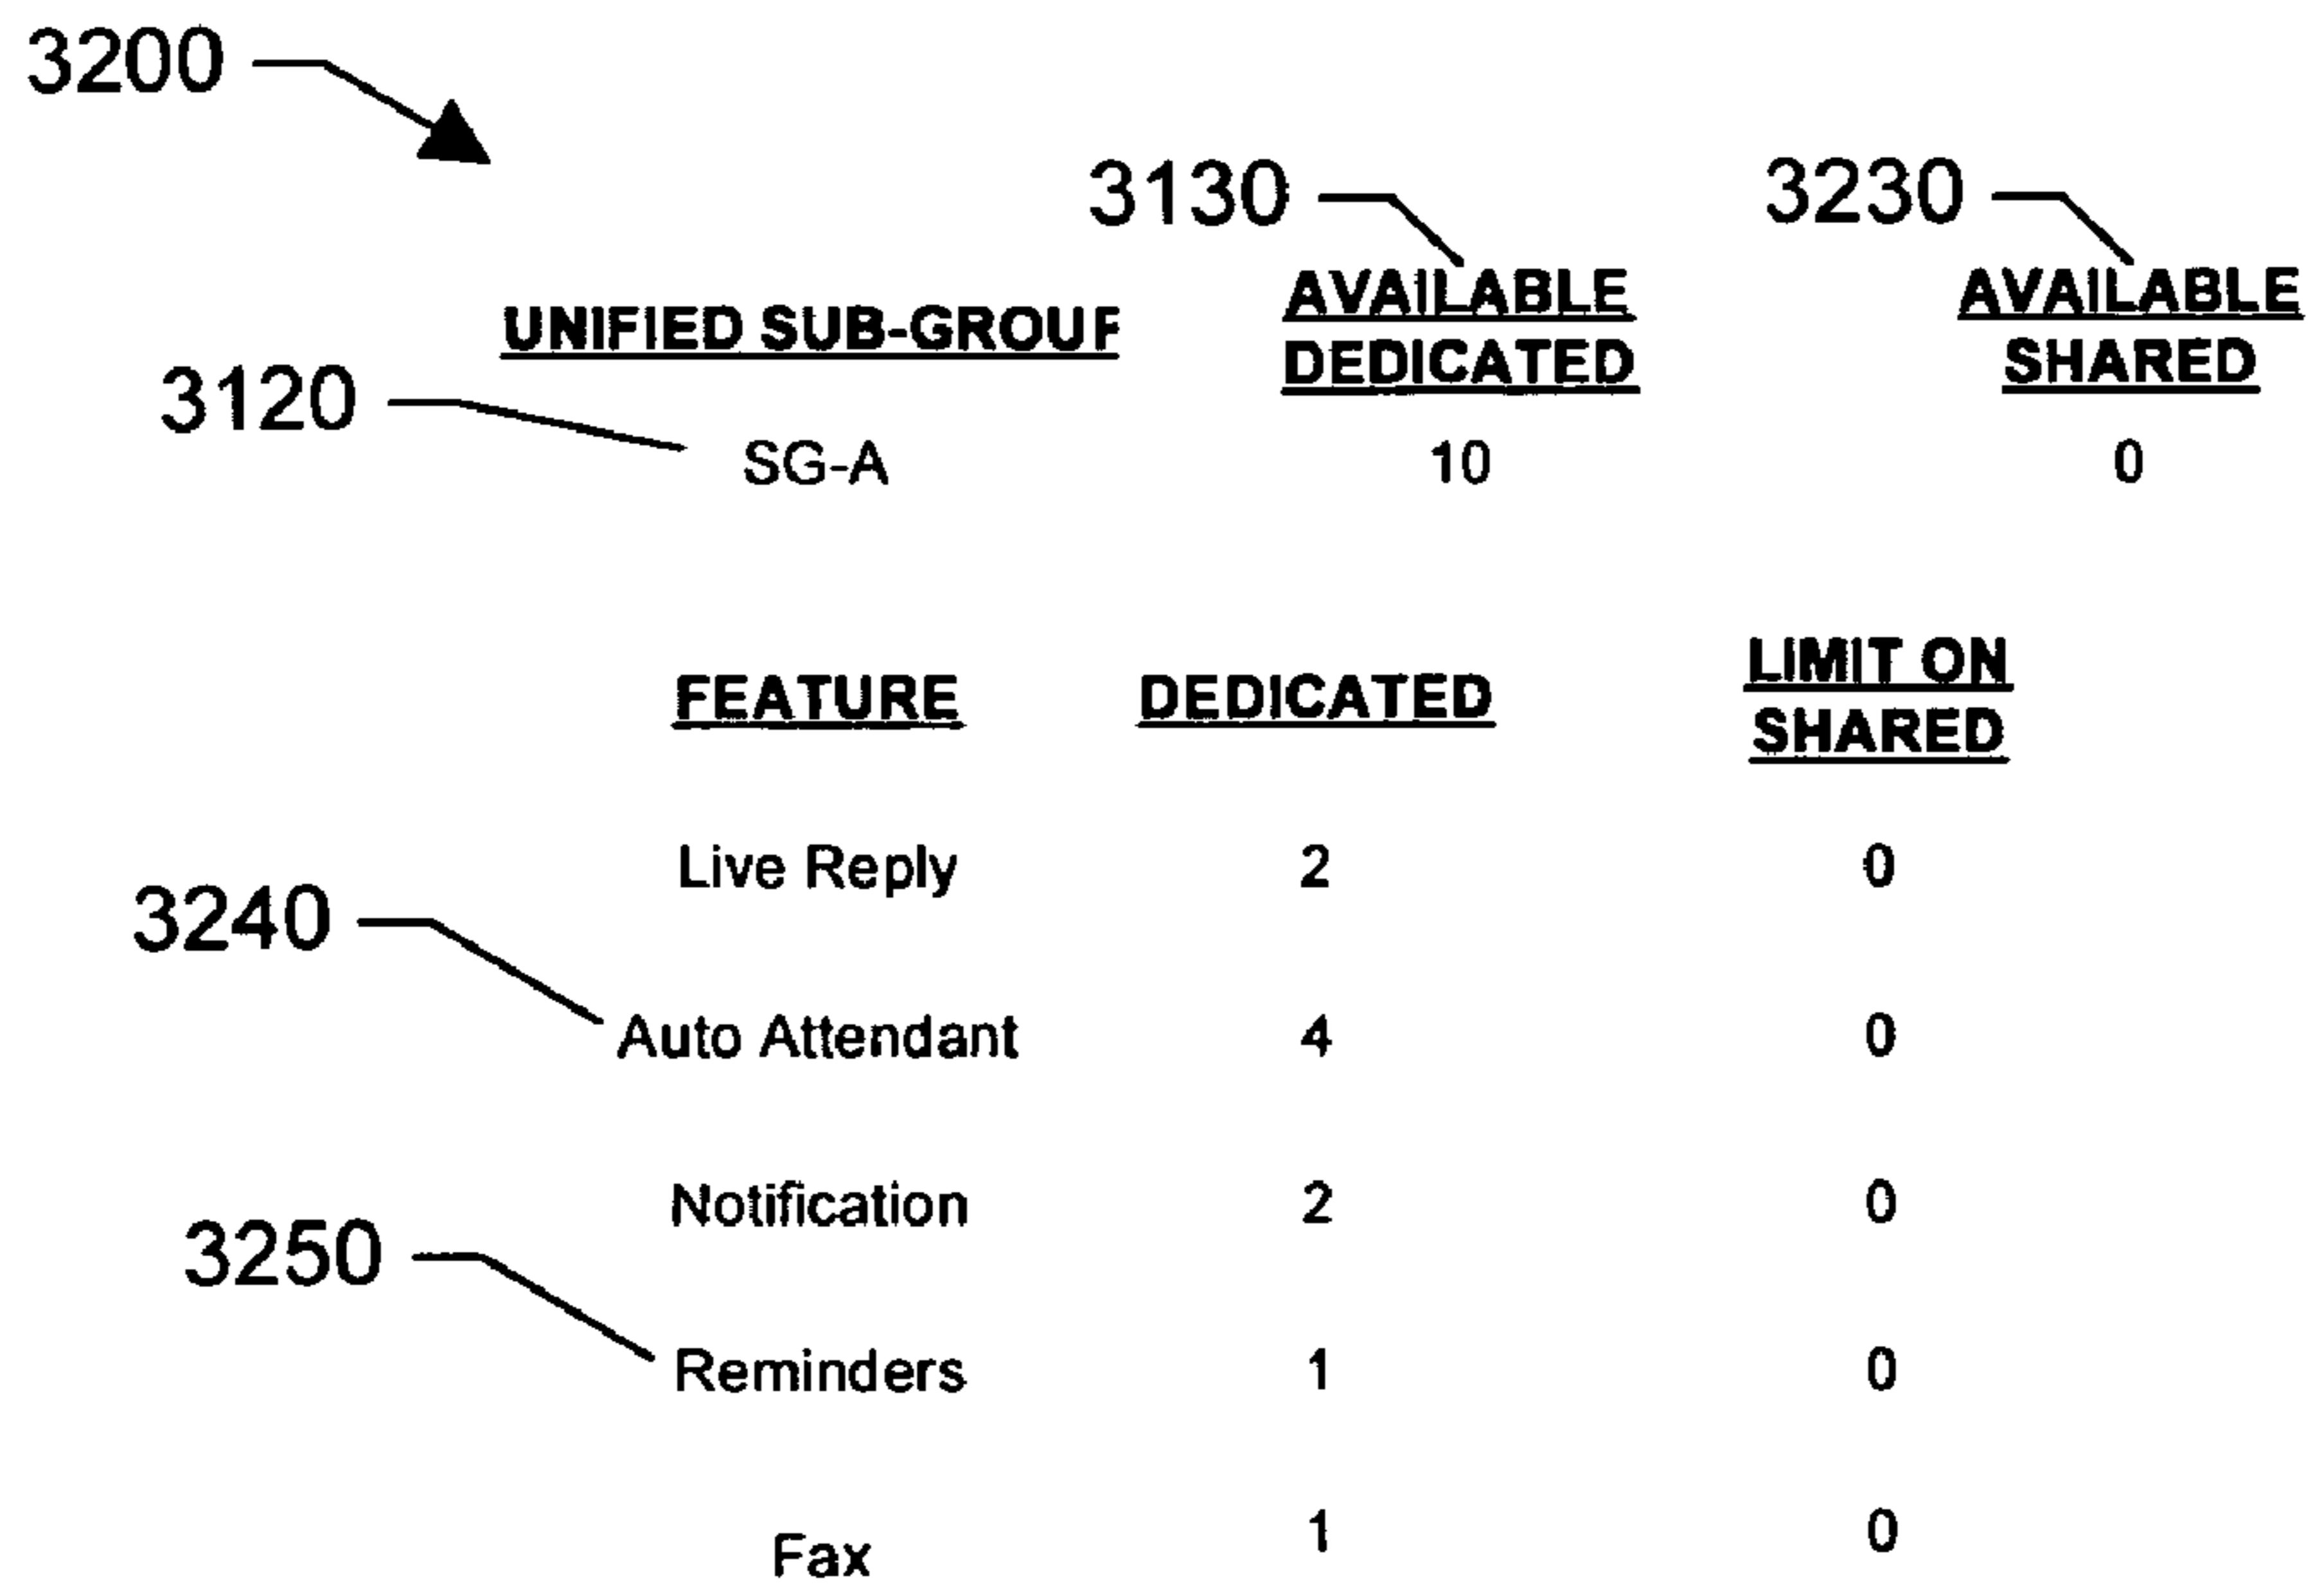 3200
3130 3230
AVAILABLE AVAILABLE
UNIFIED SUB-GROUP
DEDICATED SHARED
3120
SG-A 10 0
LIMIT ON
FEATURE DEDICATED
SHARED
Live Reply 2 0
3240
Auto Attendant 4 0
Notification 2 0
3250
Reminders 1 0
Fax 1 0